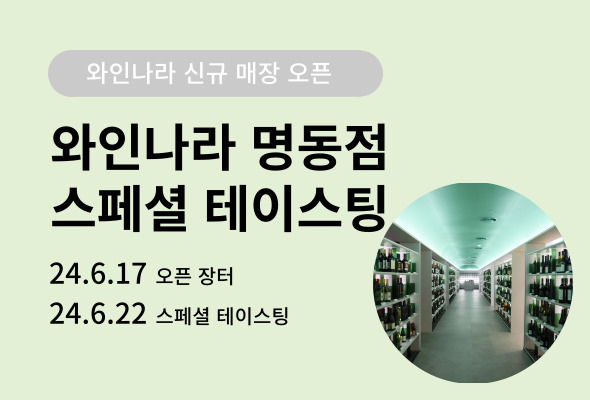 와인나라 신규 매장 오픈
와인나라 명동점
스페셜 테이스팅
24.6.17 오픈 장터
24.6.22 스페셜 테이스팅